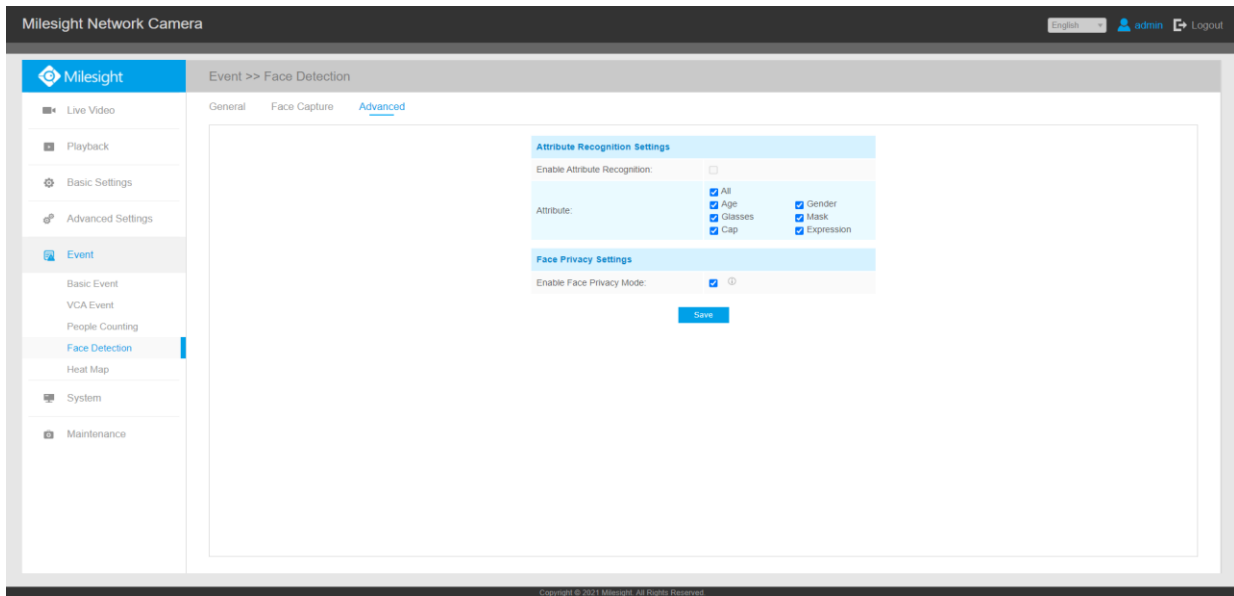 Milesight Network Camera
English
admin
Logout
Milesight
Event >> Face Detection
Live Video
General Face Capture Advanced
Playback
Attribute Recognition Settings
Enable Attribute Recognition:
Basic Settings
All
Attribute:
Age Gender
Glasses Mask
Cap Expression
Advanced Settings
Event
Face Privacy Settings
Enable Face Privacy Mode:
Basic Event
VCA Event
Save
People Counting
Face Detection
Heat Map
System
Maintenance
Copyright © 2021 Milesight. All Rights Reserved.